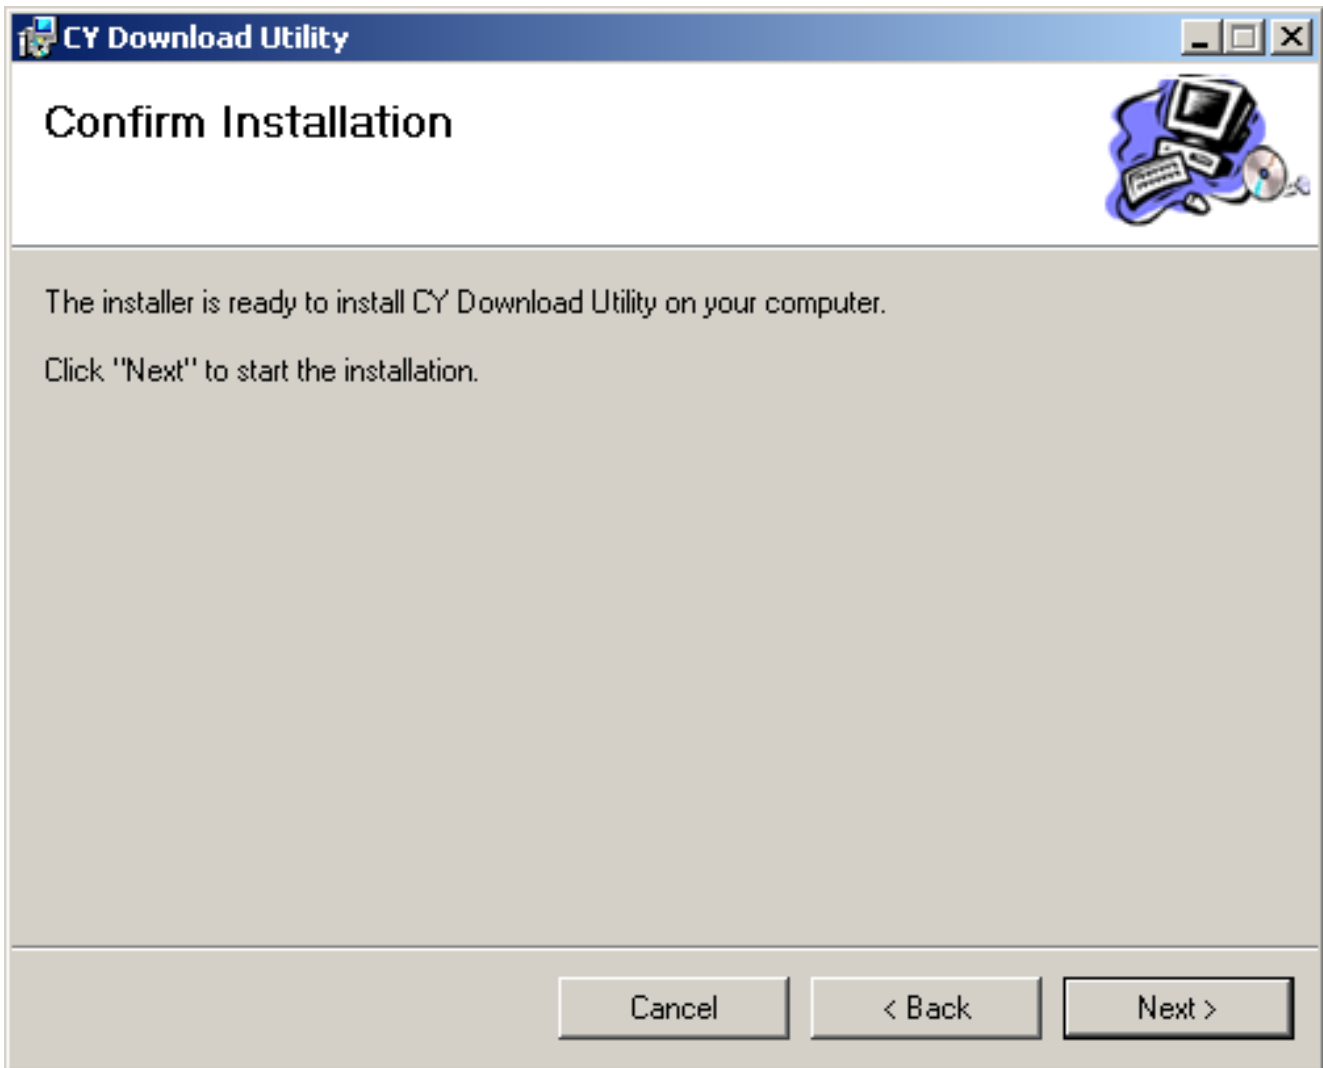 CY Download Utility
Confirm Installation
The installer is ready to install CY Download Utility on your computer.
Click "Next" to start the installation.
Cancel
< Back
Next >